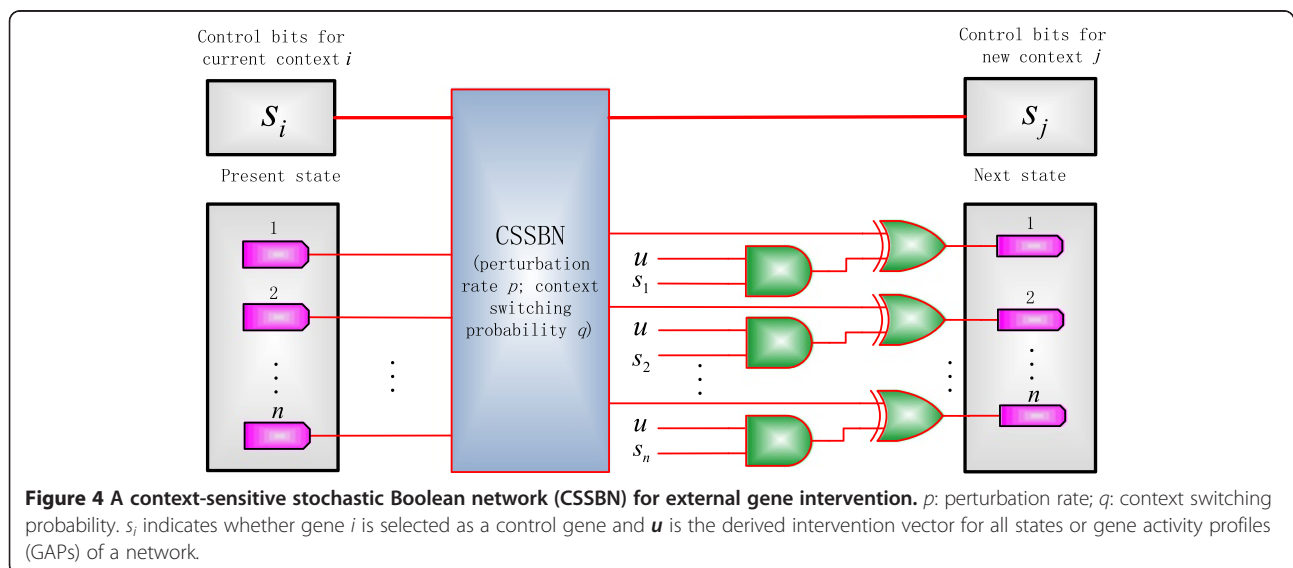 Control bits for
current context i
Control bits for
new context j
s_i
s_j
Present state
Next state
1
2
n
CSSBN
(perturbation
rate p; context
switching
probability q)
u
s_1
u
s_2
u
s_n
1
2
n
Figure 4 A context-sensitive stochastic Boolean network (CSSBN) for external gene intervention. p: perturbation rate; q: context switching
probability. s_i indicates whether gene i is selected as a control gene and u is the derived intervention vector for all states or gene activity profiles
(GAPs) of a network.